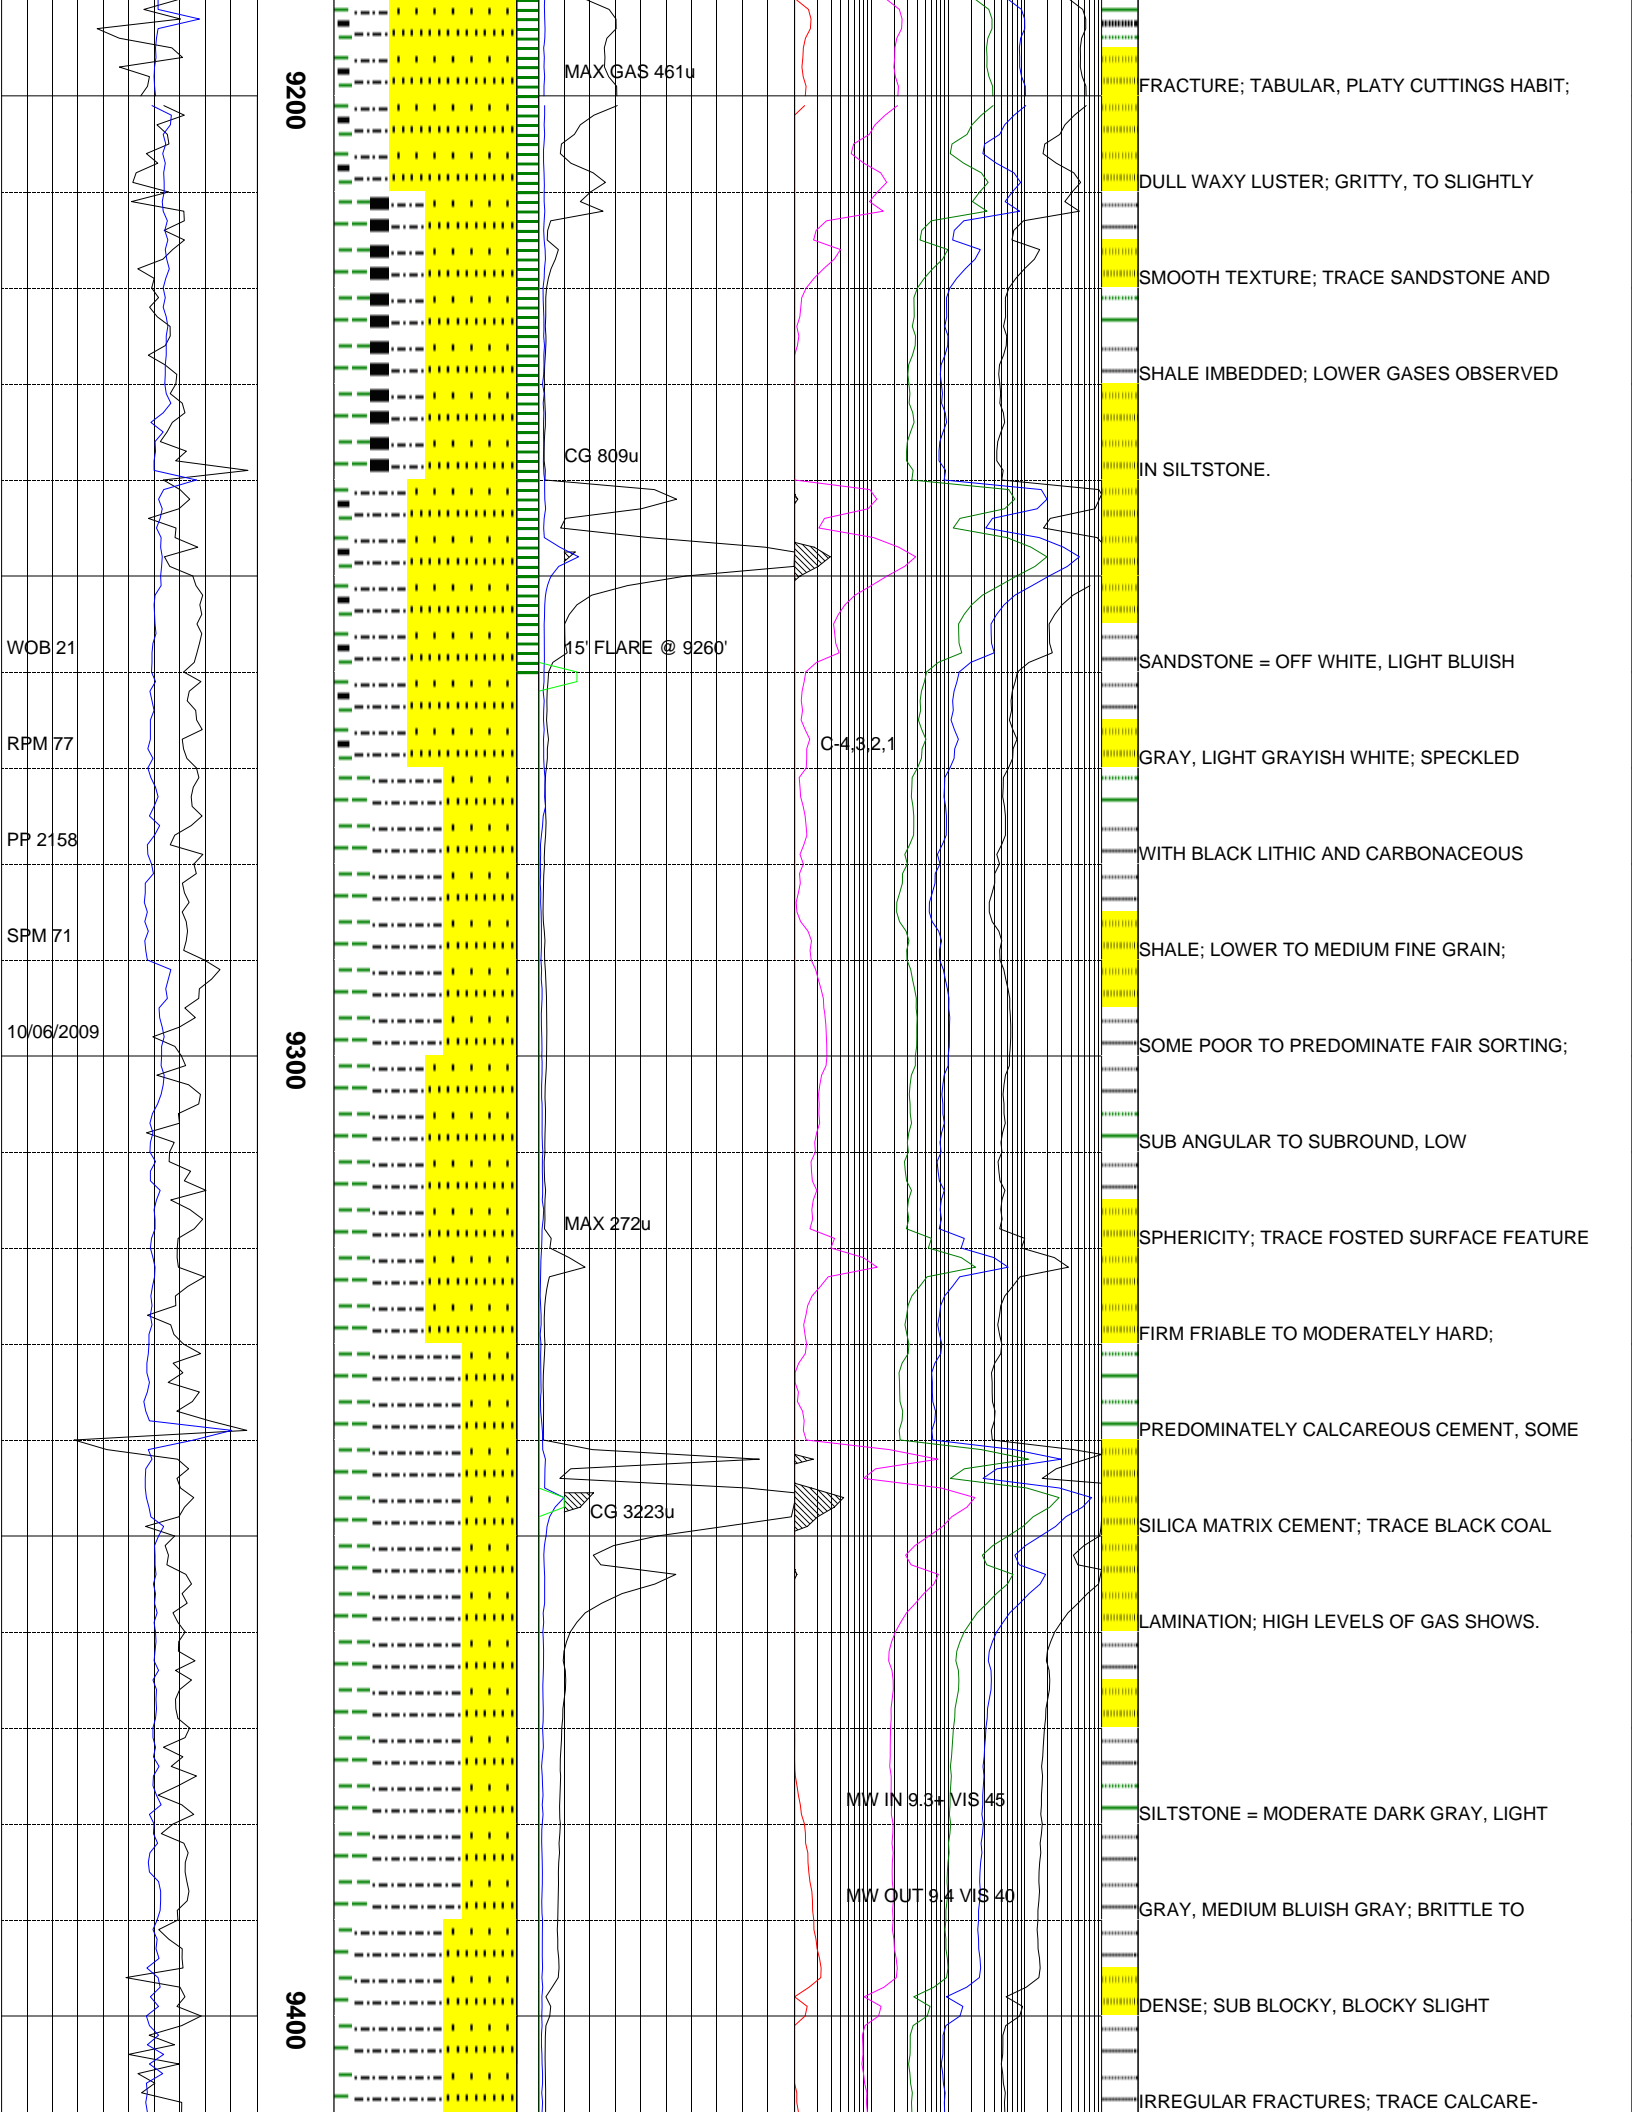 MAX GAS 461u
9200
FRACTURE; TABULAR, PLATY CUTTINGS HABIT;
DULL WAXY LUSTER; GRITTY, TO SLIGHTLY
SMOOTH TEXTURE; TRACE SANDSTONE AND
SHALE IMBEDDED; LOWER GASES OBSERVED
CG 809u
IN SILTSTONE.
WOB 21
15' FLARE @ 9260'
SANDSTONE = OFF WHITE, LIGHT BLUISH
RPM 77
C-4,3,2,1
GRAY, LIGHT GRAYISH WHITE; SPECKLED
PP 2158
WITH BLACK LITHIC AND CARBONACEOUS
SPM 71
SHALE; LOWER TO MEDIUM FINE GRAIN;
10/06/2009
9300
SOME POOR TO PREDOMINATE FAIR SORTING;
SUB ANGULAR TO SUBROUND, LOW
MAX 272u
SPHERICITY; TRACE FOSTED SURFACE FEATURE
FIRM FRIABLE TO MODERATELY HARD;
PREDOMINATELY CALCAREOUS CEMENT, SOME
CG 3223u
SILICA MATRIX CEMENT; TRACE BLACK COAL
LAMINATION; HIGH LEVELS OF GAS SHOWS.
MW IN 9.3+ VIS 45
SILTSTONE = MODERATE DARK GRAY, LIGHT
MW OUT 9.4 VIS 40
GRAY, MEDIUM BLUISH GRAY; BRITTLE TO
9400
DENSE; SUB BLOCKY, BLOCKY SLIGHT
IRREGULAR FRACTURES; TRACE CALCARE-